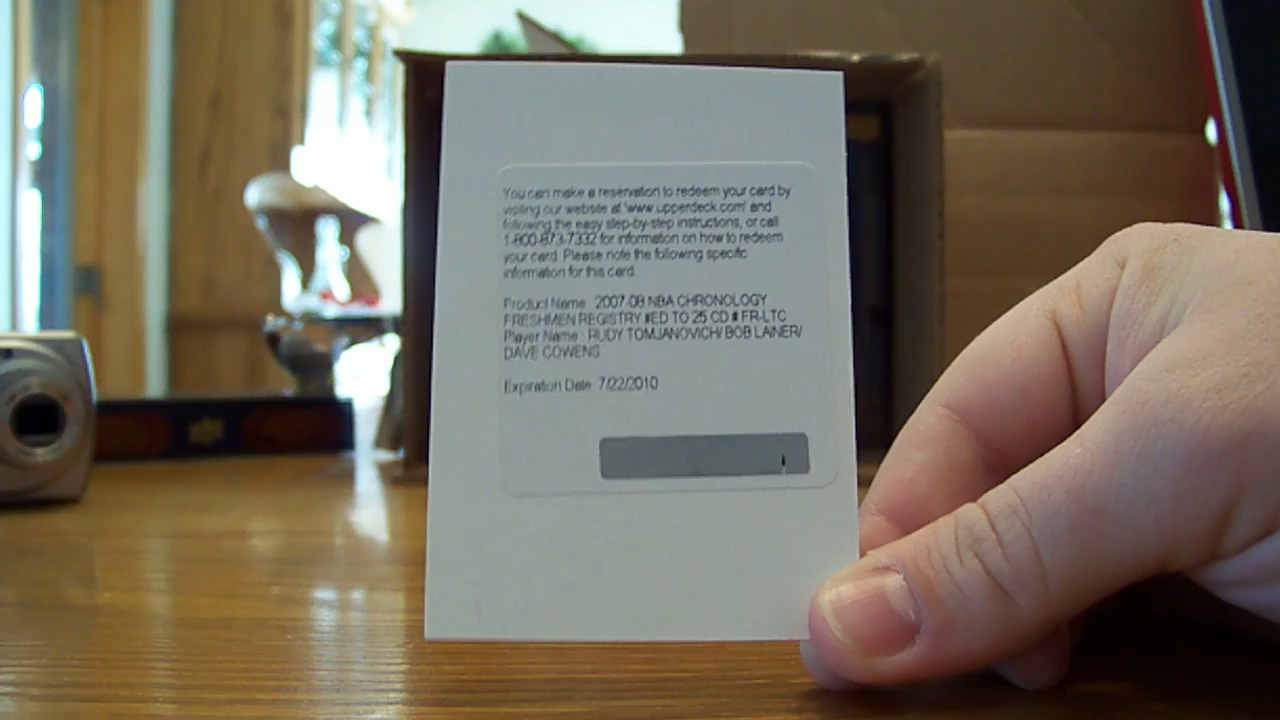 You can make a reservation to redeem your card by
visiting our website at 'www.upperdeck.com' and
following the easy step-by-step instructions, or call
1-800-873-7332 for information on how to redeem
your card. Please note the following specific
information for this card.
Product Name : 2007-08 NBA CHRONOLOGY
FRESHMEN REGISTRY #ED TO 25 CD # FR-LTC
Player Name : RUDY TOMJANOVICH/ BOB LAINER/
DAVE COWENS
Expiration Date 7/22/2010